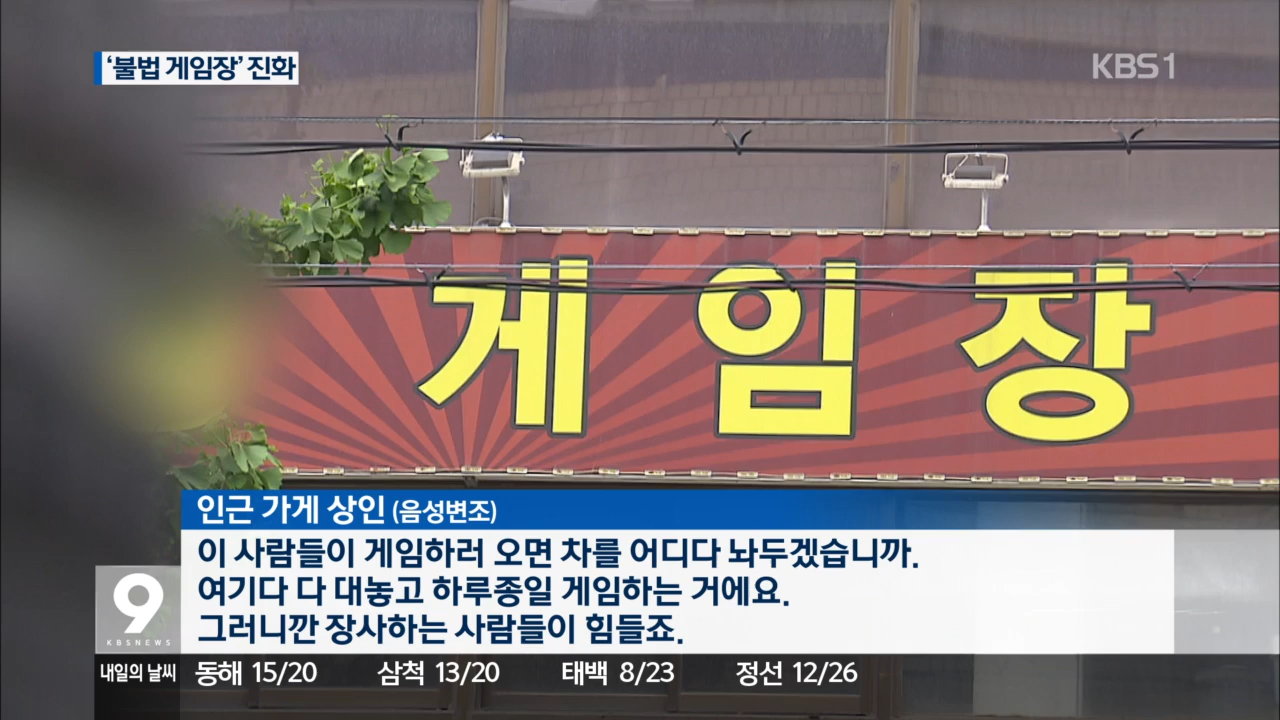 ‘불법 게임장’ 진화
KBS1
게임장
인근 가게 상인 (음성변조)
이 사람들이 게임하러 오면 차를 어디다 놔두겠습니까.
여기다 다 대놓고 하루종일 게임하는 거에요.
그러니깐 장사하는 사람들이 힘들죠.
9
KBS NEWS
내일의 날씨 동해 15/20 삼척 13/20 태백 8/23 정선 12/26